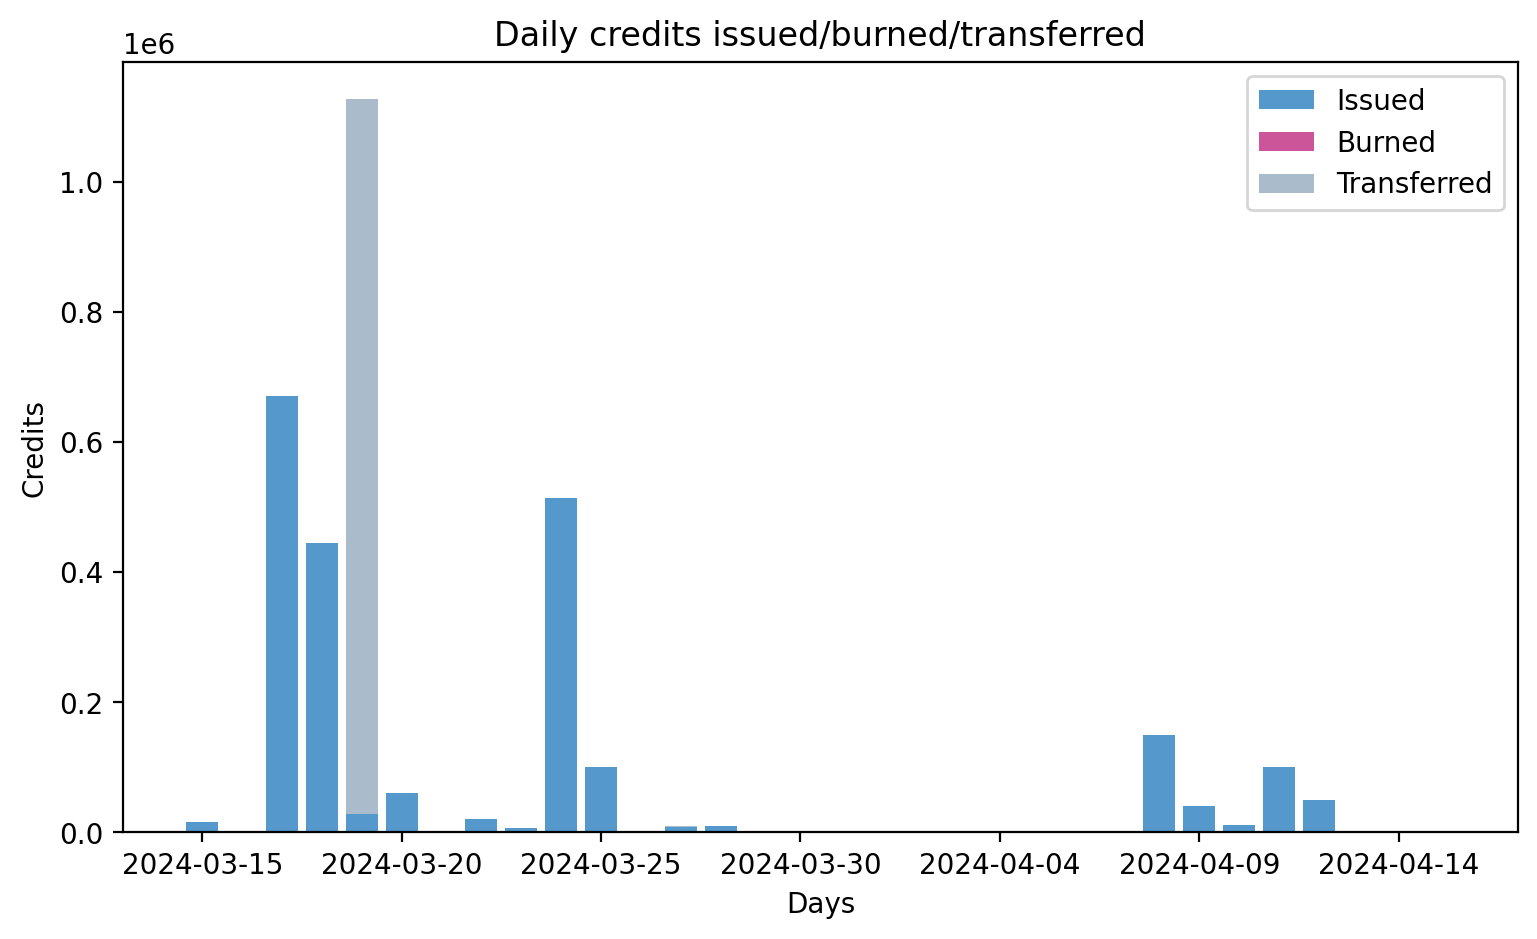 Daily credits issued/burned/transferred
1e6
Issued
Burned
Transferred
1.0
0.8
0.6
0.4
0.2
0.0
Credits
2024-03-15 2024-03-20 2024-03-25 2024-03-30 2024-04-04 2024-04-09 2024-04-14
Days